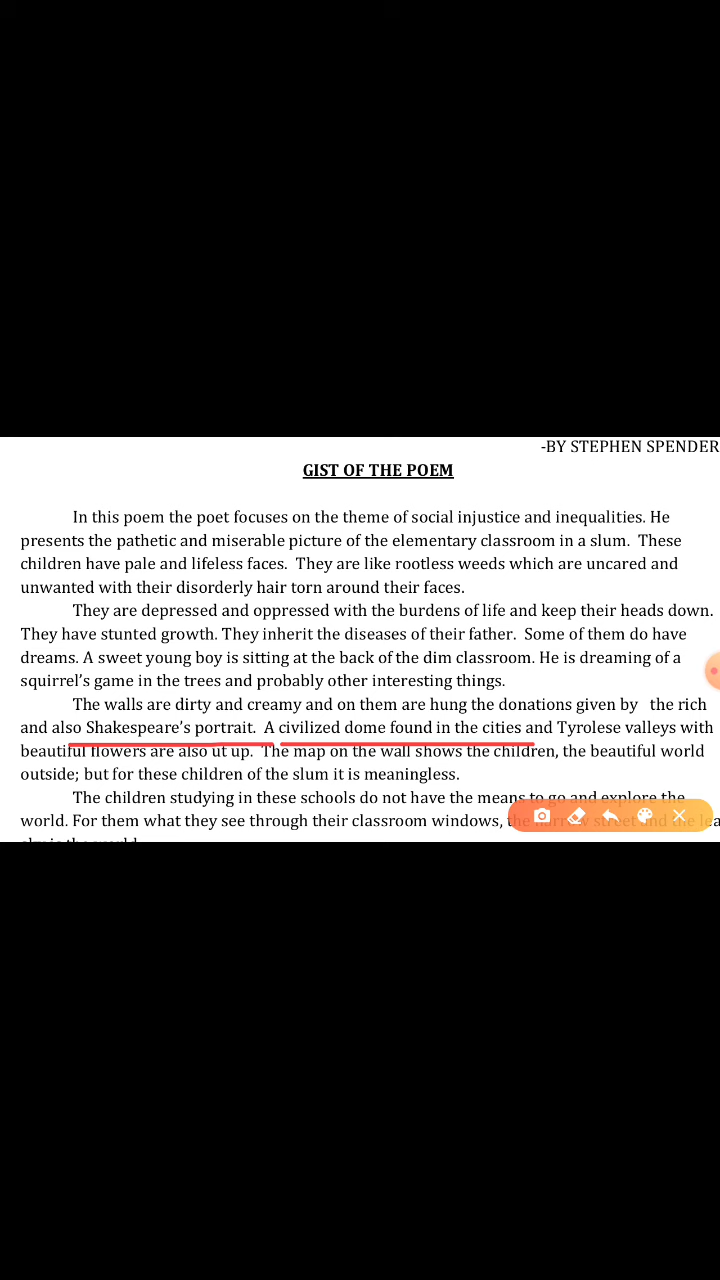 -BY STEPHEN SPENDER
GIST OF THE POEM
In this poem the poet focuses on the theme of social injustice and inequalities. He
presents the pathetic and miserable picture of the elementary classroom in a slum. These
children have pale and lifeless faces. They are like rootless weeds which are uncared and
unwanted with their disorderly hair torn around their faces.
They are depressed and oppressed with the burdens of life and keep their heads down.
They have stunted growth. They inherit the diseases of their father. Some of them do have
dreams. A sweet young boy is sitting at the back of the dim classroom. He is dreaming of a
squirrel's game in the trees and probably other interesting things.
The walls are dirty and creamy and on them are hung the donations given by the rich
and also Shakespeare's portrait. A civilized dome found in the cities and Tyrolese valleys with
beautiful flowers are also ut up. The map on the wall shows the children, the beautiful world
outside; but for these children of the slum it is meaningless.
The children studying in these schools do not have the means to go and explore the
world. For them what they see through their classroom windows, the narrow street and the lea